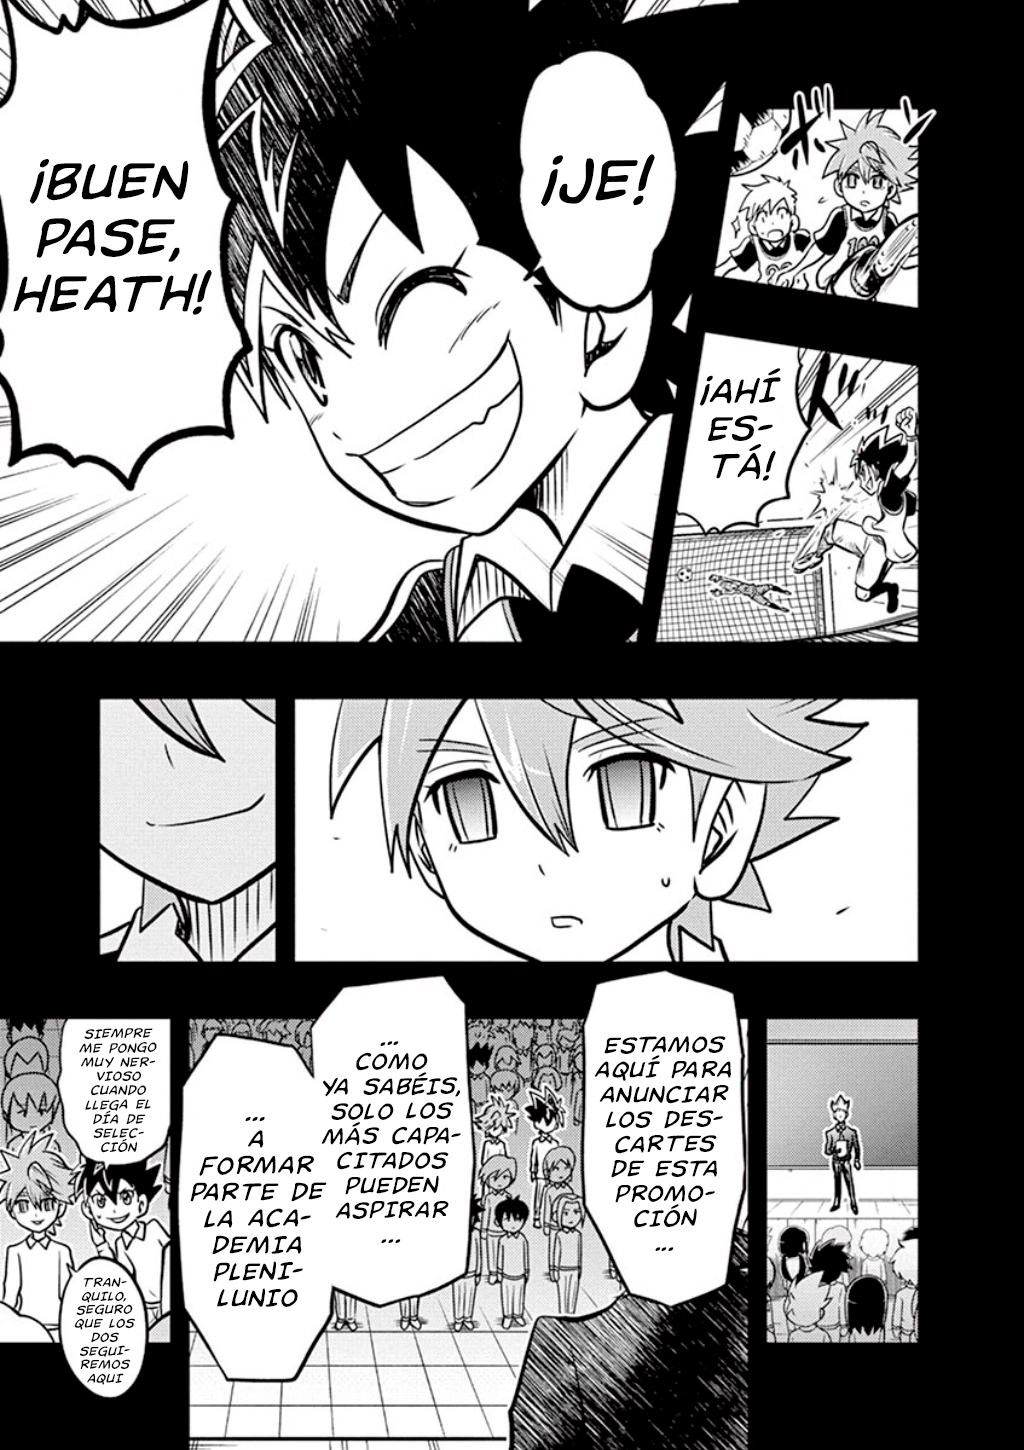 ¡AHÍ
ES-
TÁ!
¡JE!
¡BUEN
PASE,
HEATH!
ESTAMOS
AQUÍ PARA
ANUNCIAR
LOS DES-
CARTES
DE ESTA
PROMO-
CIÓN
...
...
COMO
YA SABÉIS,
SOLO LOS
MÁS CAPA-
CITADOS
PUEDEN
ASPIRAR
...
...
A
FORMAR
PARTE DE
LA ACA-
DEMIA
PLENI-
LUNIO
SIEMPRE
ME PONGO
MUY NER-
VIOSO
CUANDO
LLEGA EL
DÍA DE
SELEC-
CIÓN
TRAN-
QUILO,
SEGURO
QUE LOS
DOS
SEGUI-
REMOS
AQUI